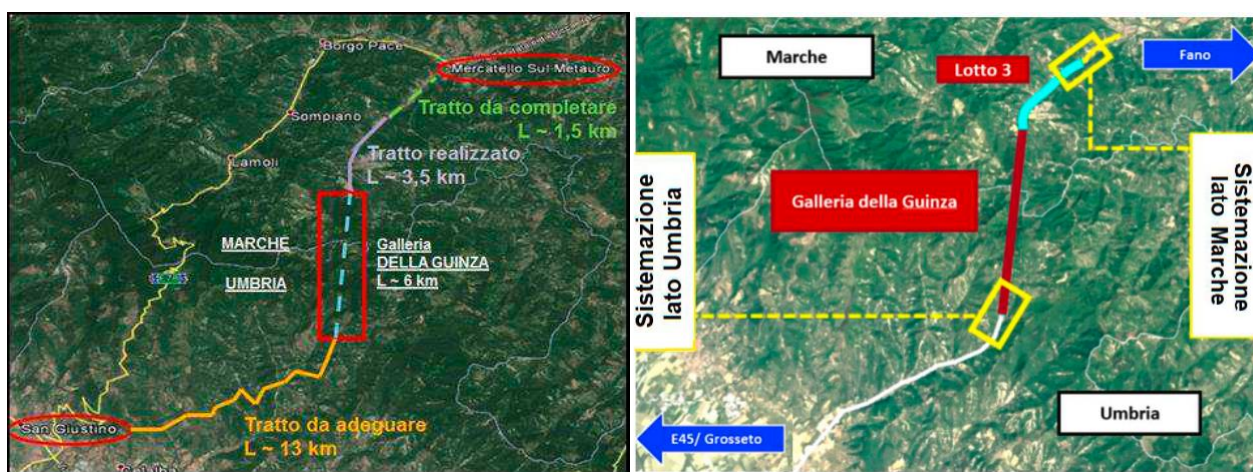 Borgo Pace
Mercatello Sul Metauro
Tratto da completare
L ~ 1,5 km
Sompiano
Tratto realizzato
L ~ 3,5 km
Lamoli
MARCHE
UMBRIA
Galleria
DELLA GUINZA
L ~ 6 km
San Giustino
Tratto da adeguare
L ~ 13 km
Marche
Lotto 3
Fano
Galleria della Guinza
Sistemazione
lato Umbria
Sistemazione
lato Marche
Umbria
E45/ Grosseto